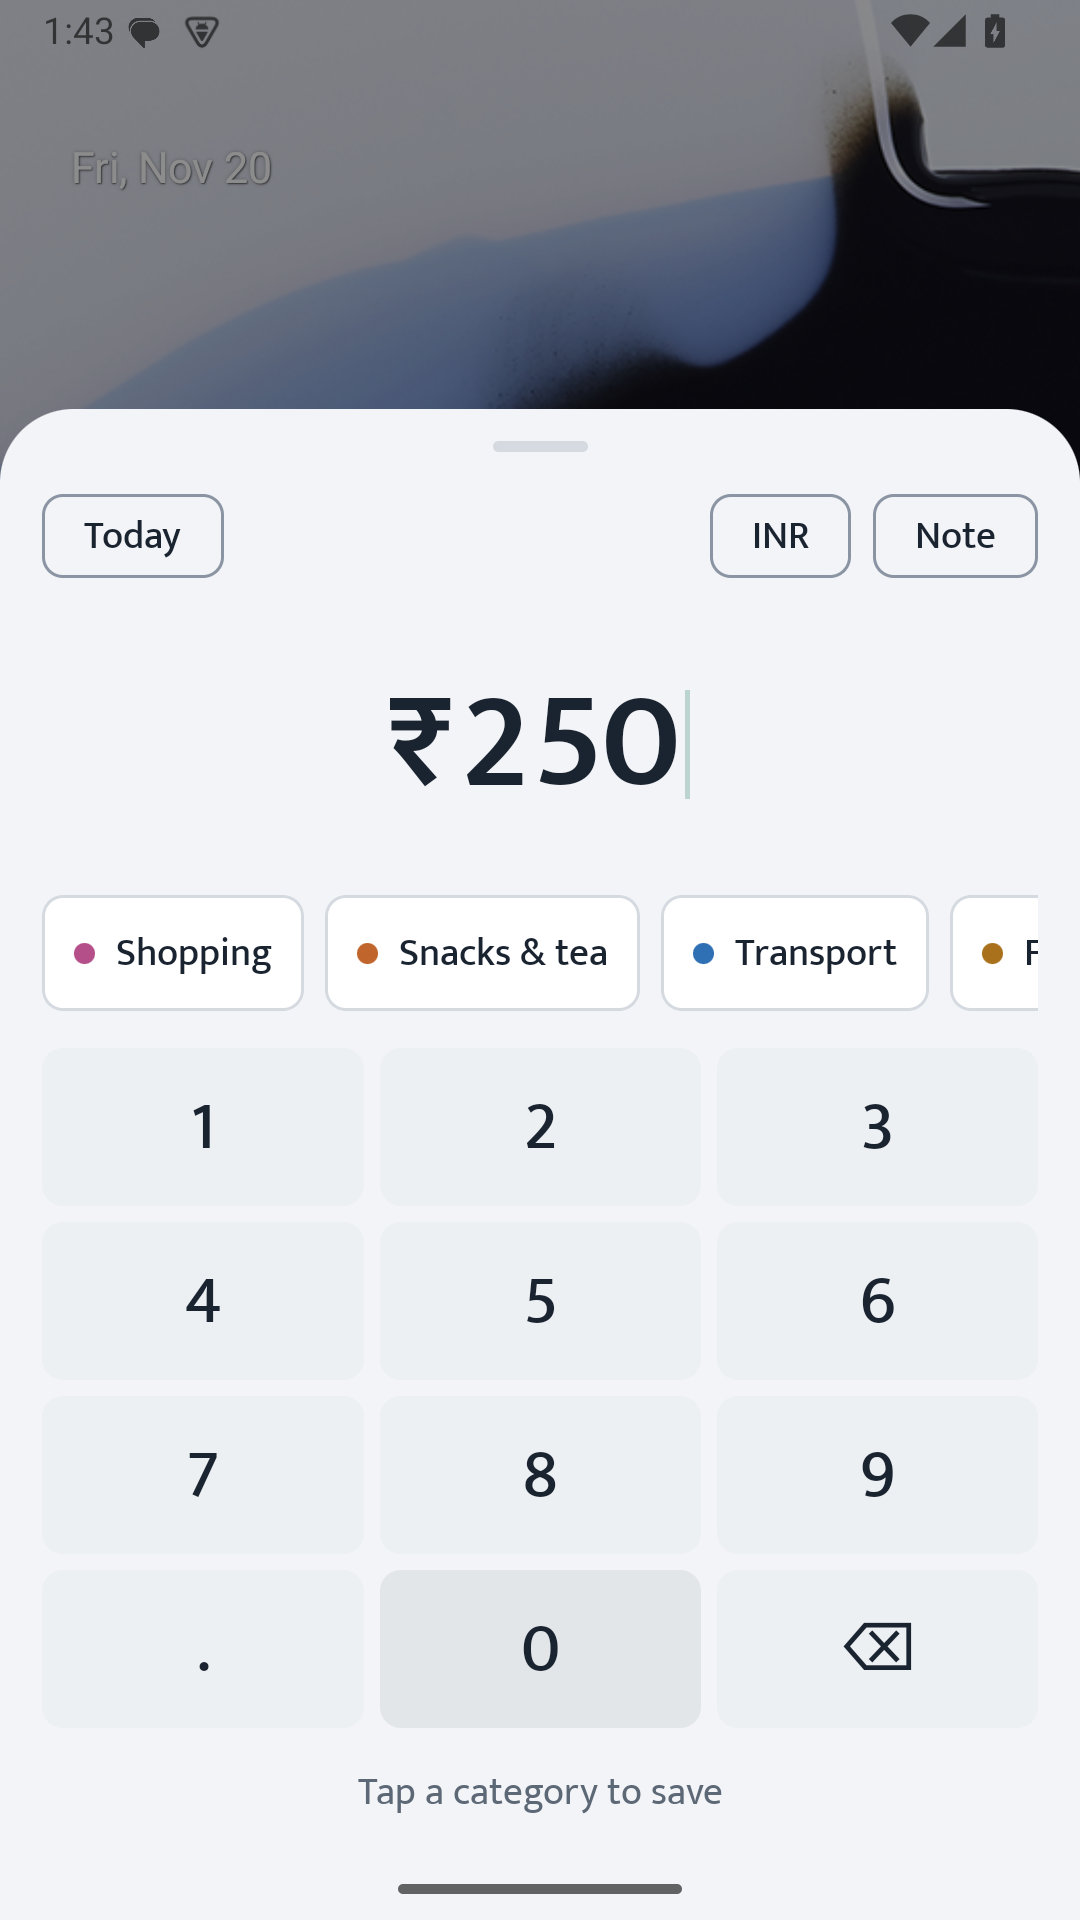 1:43
Fri, Nov 20
Today INR Note
₹250
Shopping Snacks & tea Transport F
1 2 3
4 5 6
7 8 9
. 0
Tap a category to save